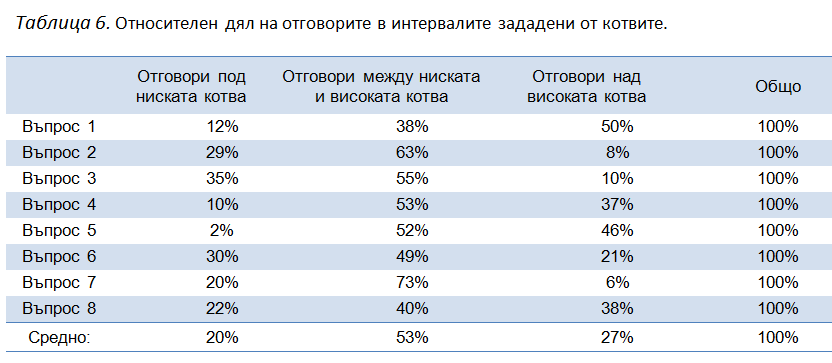 Таблица 6. Относителен дял на отговорите в интервалите зададени от котвите.
Отговори под ниската котва Отговори между ниската и високата котва Отговори над високата котва Общо
Въпрос 1 12% 38% 50% 100%
Въпрос 2 29% 63% 8% 100%
Въпрос 3 35% 55% 10% 100%
Въпрос 4 10% 53% 37% 100%
Въпрос 5 2% 52% 46% 100%
Въпрос 6 30% 49% 21% 100%
Въпрос 7 20% 73% 6% 100%
Въпрос 8 22% 40% 38% 100%
Средно: 20% 53% 27% 100%